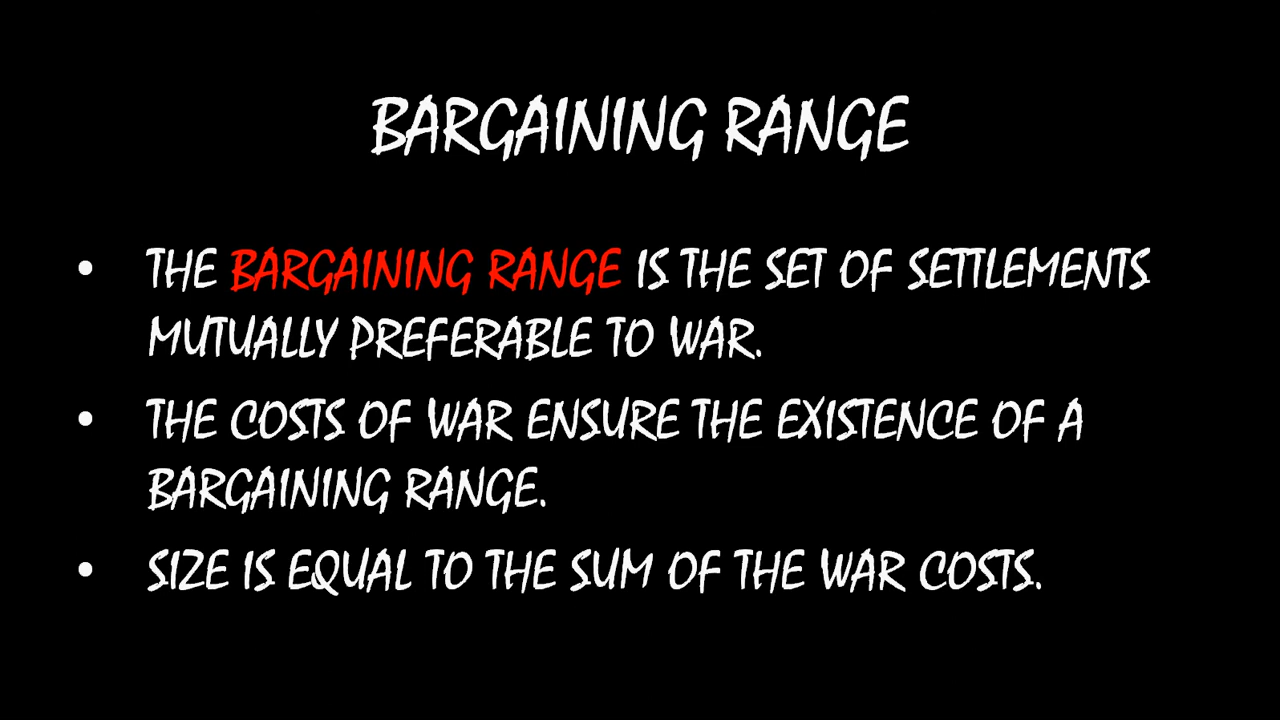 BARGAINING RANGE
• THE BARGAINING RANGE IS THE SET OF SETTLEMENTS
MUTUALLY PREFERABLE TO WAR.
• THE COSTS OF WAR ENSURE THE EXISTENCE OF A
BARGAINING RANGE.
• SIZE IS EQUAL TO THE SUM OF THE WAR COSTS.